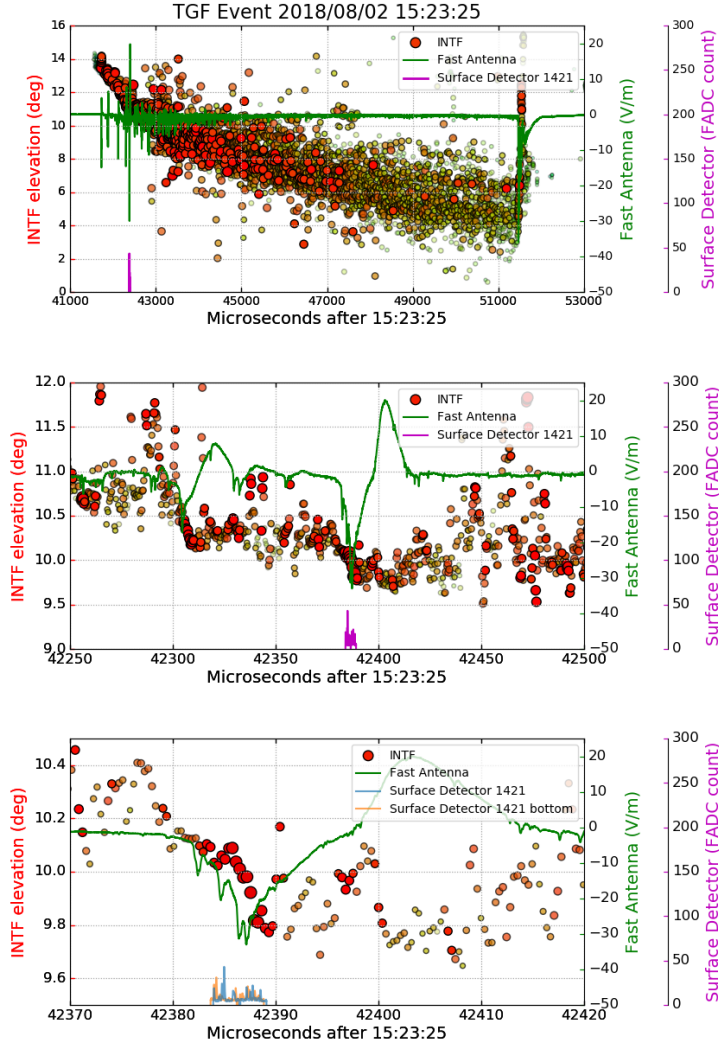 TGF Event 2018/08/02 15:23:25
16
14
12
10
8
6
4
2
0
INTF elevation (deg)
INTF
Fast Antenna
Surface Detector 1421
20
10
0
−10
−20
−30
−40
−50
Fast Antenna (V/m)
300
250
200
150
100
50
0
Surface Detector (FADC count)
41000 43000 45000 47000 49000 51000 53000
Microseconds after 15:23:25
12.0
11.5
11.0
10.5
10.0
9.5
9.0
INTF elevation (deg)
INTF
Fast Antenna
Surface Detector 1421
20
10
0
−10
−20
−30
−40
−50
Fast Antenna (V/m)
300
250
200
150
100
50
0
Surface Detector (FADC count)
42250 42300 42350 42400 42450 42500
Microseconds after 15:23:25
10.4
10.2
10.0
9.8
9.6
INTF elevation (deg)
INTF
Fast Antenna
Surface Detector 1421
Surface Detector 1421 bottom
20
10
0
−10
−20
−30
−40
−50
Fast Antenna (V/m)
300
250
200
150
100
50
0
Surface Detector (FADC count)
42370 42380 42390 42400 42410 42420
Microseconds after 15:23:25